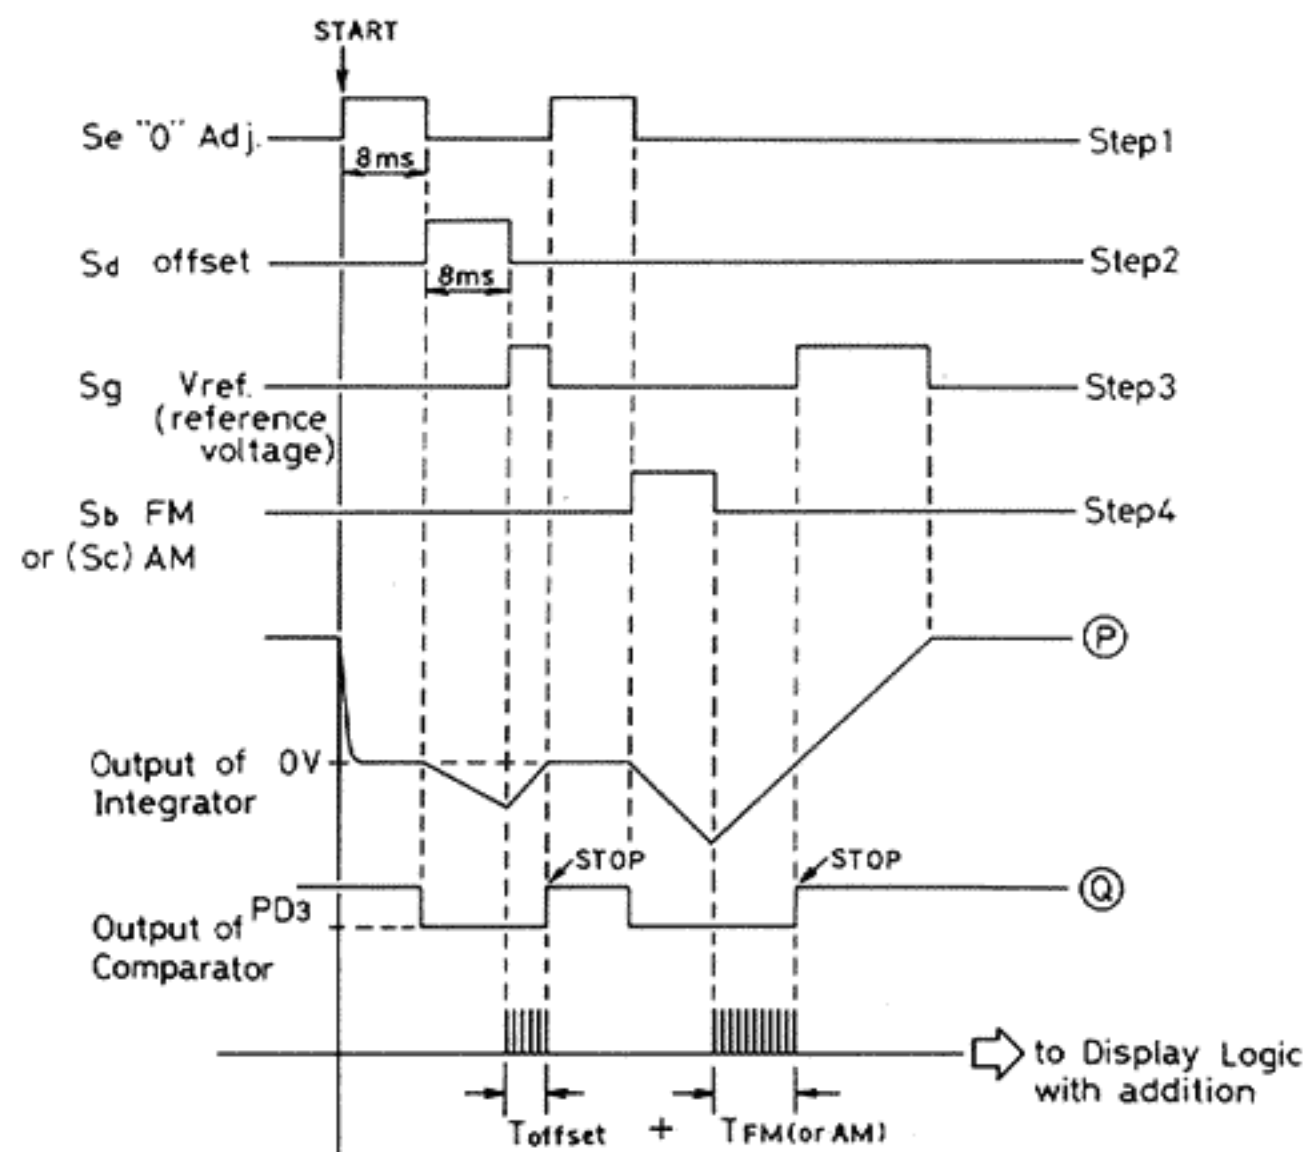 START
Se "0" Adj.
8ms
Step1
Sd offset
8ms
Step2
Sg Vref.
(reference
voltage)
Step3
Sb FM
or (Sc) AM
Step4
P
Output of 0V
Integrator
STOP
STOP
Q
PD3
Output of
Comparator
to Display Logic
with addition
Toffset + TFM(or AM)